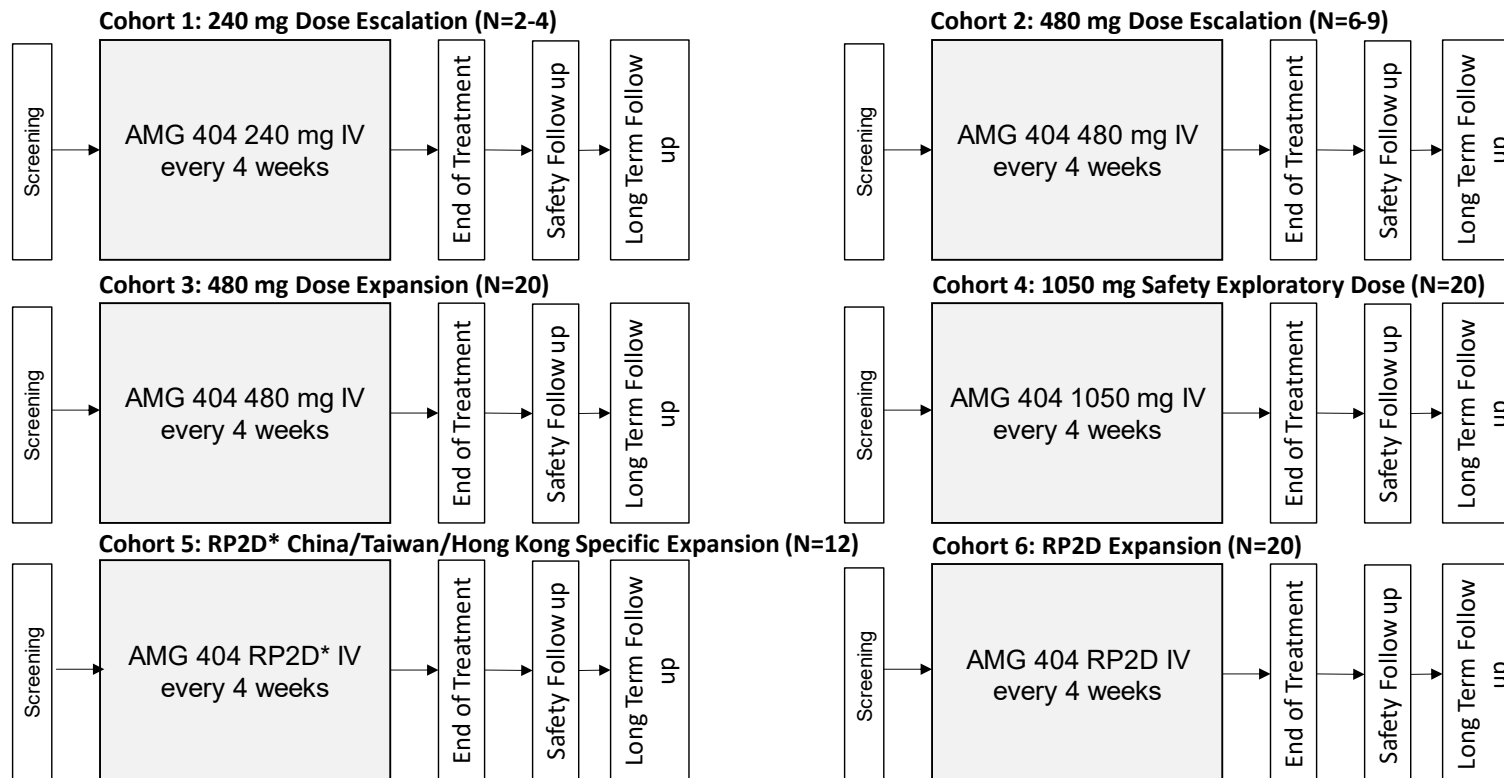 Cohort 1: 240 mg Dose Escalation (N=2-4)
Screening
AMG 404 240 mg IV
every 4 weeks
End of Treatment
Safety Follow up
Long Term Follow
up
Cohort 2: 480 mg Dose Escalation (N=6-9)
Screening
AMG 404 480 mg IV
every 4 weeks
End of Treatment
Safety Follow up
Long Term Follow
up
Cohort 3: 480 mg Dose Expansion (N=20)
Screening
AMG 404 480 mg IV
every 4 weeks
End of Treatment
Safety Follow up
Long Term Follow
up
Cohort 4: 1050 mg Safety Exploratory Dose (N=20)
Screening
AMG 404 1050 mg IV
every 4 weeks
End of Treatment
Safety Follow up
Long Term Follow
up
Cohort 5: RP2D* China/Taiwan/Hong Kong Specific Expansion (N=12)
Screening
AMG 404 RP2D* IV
every 4 weeks
End of Treatment
Safety Follow up
Long Term Follow
up
Cohort 6: RP2D Expansion (N=20)
Screening
AMG 404 RP2D IV
every 4 weeks
End of Treatment
Safety Follow up
Long Term Follow
up